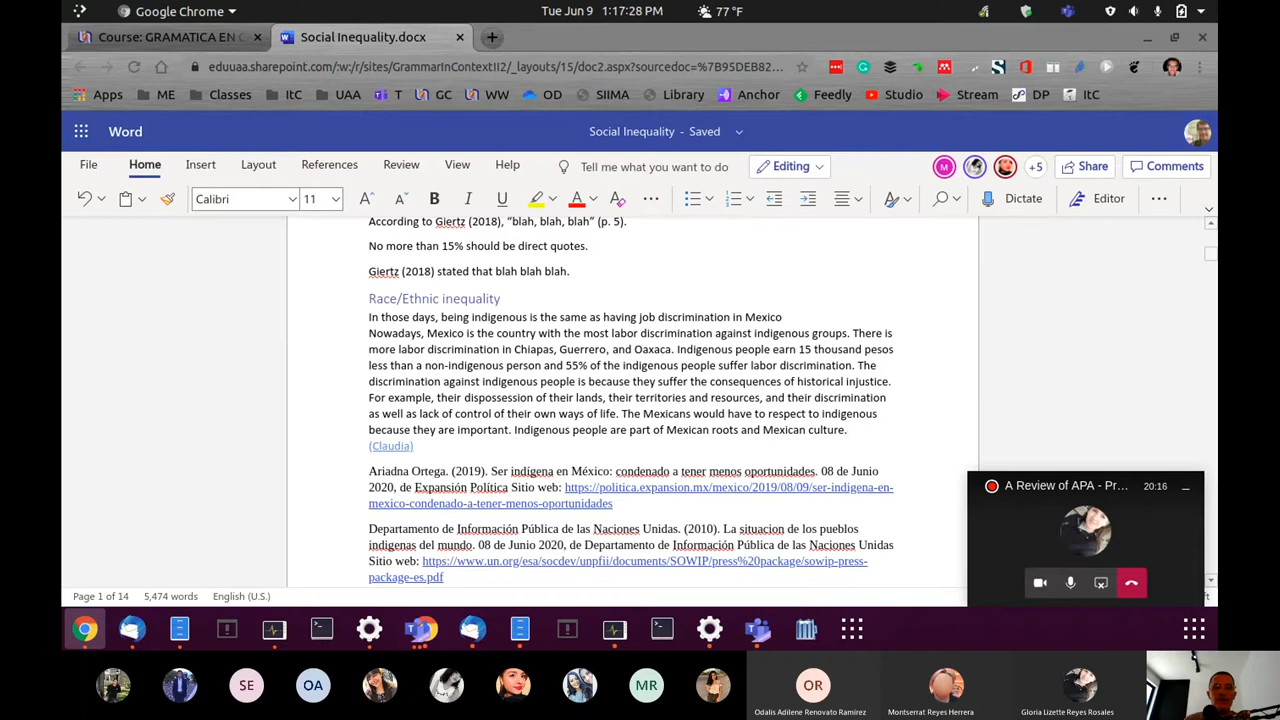 Google Chrome
Tue Jun 9 1:17:28 PM
77 °F
Course: GRAMATICA EN C
Social Inequality.docx
eduuaa.sharepoint.com/:w:/r/sites/GrammarInContextII2/_layouts/15/doc2.aspx?sourcedoc=%7B95DEB82...
Apps
ME
Classes
ItC
UAA
T
GC
WW
OD
SIIMA
Library
Anchor
Feedly
Studio
Stream
DP
ItC
Word
Social Inequality - Saved
File
Home
Insert
Layout
References
Review
View
Help
Tell me what you want to do
Editing
M
+5
Share
Comments
Calibri
11
B
I
U
A
Dictate
Editor
According to Giertz (2018), “blah, blah, blah” (p. 5).
No more than 15% should be direct quotes.
Giertz (2018) stated that blah blah blah.
Race/Ethnic inequality
In those days, being indigenous is the same as having job discrimination in Mexico
Nowadays, Mexico is the country with the most labor discrimination against indigenous groups. There is
more labor discrimination in Chiapas, Guerrero, and Oaxaca. Indigenous people earn 15 thousand pesos
less than a non-indigenous person and 55% of the indigenous people suffer labor discrimination. The
discrimination against indigenous people is because they suffer the consequences of historical injustice.
For example, their dispossession of their lands, their territories and resources, and their discrimination
as well as lack of control of their own ways of life. The Mexicans would have to respect to indigenous
because they are important. Indigenous people are part of Mexican roots and Mexican culture.
(Claudia)
Ariadna Ortega. (2019). Ser indígena en México: condenado a tener menos oportunidades. 08 de Junio
2020, de Expansión Política Sitio web: https://politica.expansion.mx/mexico/2019/08/09/ser-indigena-en-
mexico-condenado-a-tener-menos-oportunidades
Departamento de Información Pública de las Naciones Unidas. (2010). La situacion de los pueblos
indigenas del mundo. 08 de Junio 2020, de Departamento de Información Pública de las Naciones Unidas
Sitio web: https://www.un.org/esa/socdev/unpfii/documents/SOWIP/press%20package/sowip-press-
package-es.pdf
A Review of APA - Pr...
20:16
Page 1 of 14
5,474 words
English (U.S.)
SE
OA
MR
OR
Odalis Adilene Renovato Ramirez
Montserrat Reyes Herrera
Gloria Lizette Reyes Rosales